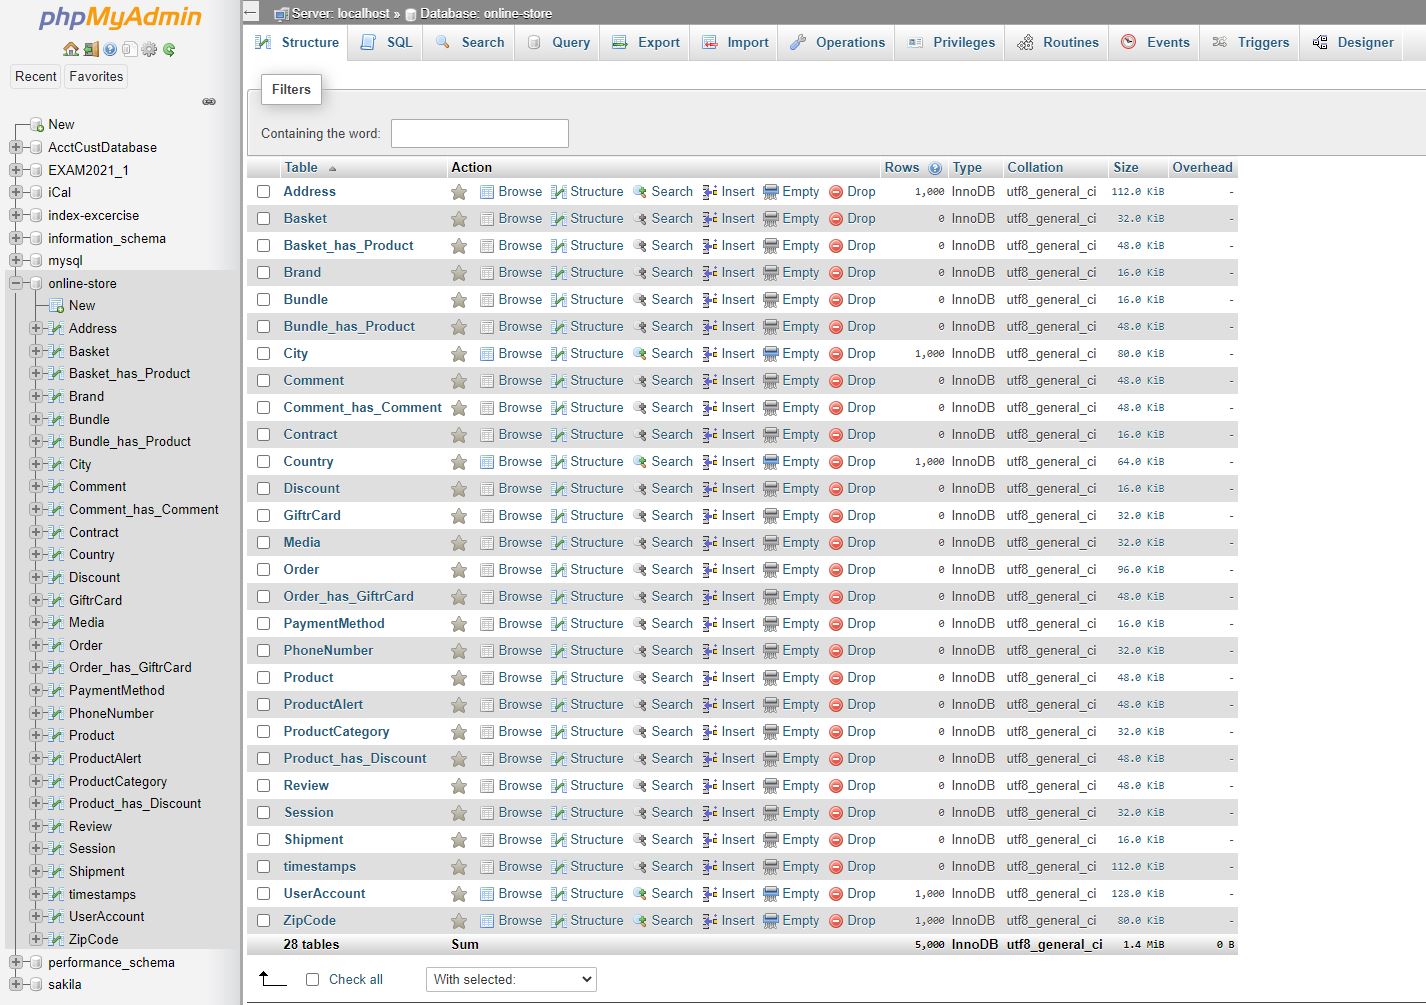 phpMyAdmin
Recent Favorites
New
AcctCustDatabase
EXAM2021_1
iCal
index-excercise
information_schema
mysql
online-store
New
Address
Basket
Basket_has_Product
Brand
Bundle
Bundle_has_Product
City
Comment
Comment_has_Comment
Contract
Country
Discount
GiftrCard
Media
Order
Order_has_GiftrCard
PaymentMethod
PhoneNumber
Product
ProductAlert
ProductCategory
Product_has_Discount
Review
Session
Shipment
timestamps
UserAccount
ZipCode
performance_schema
sakila
Server: localhost » Database: online-store
Structure SQL Search Query Export Import Operations Privileges Routines Events Triggers Designer
Filters
Containing the word:
Table Action Rows Type Collation Size Overhead
Address Browse Structure Search Insert Empty Drop 1,000 InnoDB utf8_general_ci 112.0 KiB -
Basket Browse Structure Search Insert Empty Drop 0 InnoDB utf8_general_ci 32.0 KiB -
Basket_has_Product Browse Structure Search Insert Empty Drop 0 InnoDB utf8_general_ci 48.0 KiB -
Brand Browse Structure Search Insert Empty Drop 0 InnoDB utf8_general_ci 16.0 KiB -
Bundle Browse Structure Search Insert Empty Drop 0 InnoDB utf8_general_ci 16.0 KiB -
Bundle_has_Product Browse Structure Search Insert Empty Drop 0 InnoDB utf8_general_ci 48.0 KiB -
City Browse Structure Search Insert Empty Drop 1,000 InnoDB utf8_general_ci 80.0 KiB -
Comment Browse Structure Search Insert Empty Drop 0 InnoDB utf8_general_ci 48.0 KiB -
Comment_has_Comment Browse Structure Search Insert Empty Drop 0 InnoDB utf8_general_ci 48.0 KiB -
Contract Browse Structure Search Insert Empty Drop 0 InnoDB utf8_general_ci 16.0 KiB -
Country Browse Structure Search Insert Empty Drop 1,000 InnoDB utf8_general_ci 64.0 KiB -
Discount Browse Structure Search Insert Empty Drop 0 InnoDB utf8_general_ci 16.0 KiB -
GiftrCard Browse Structure Search Insert Empty Drop 0 InnoDB utf8_general_ci 32.0 KiB -
Media Browse Structure Search Insert Empty Drop 0 InnoDB utf8_general_ci 32.0 KiB -
Order Browse Structure Search Insert Empty Drop 0 InnoDB utf8_general_ci 96.0 KiB -
Order_has_GiftrCard Browse Structure Search Insert Empty Drop 0 InnoDB utf8_general_ci 48.0 KiB -
PaymentMethod Browse Structure Search Insert Empty Drop 0 InnoDB utf8_general_ci 16.0 KiB -
PhoneNumber Browse Structure Search Insert Empty Drop 0 InnoDB utf8_general_ci 32.0 KiB -
Product Browse Structure Search Insert Empty Drop 0 InnoDB utf8_general_ci 48.0 KiB -
ProductAlert Browse Structure Search Insert Empty Drop 0 InnoDB utf8_general_ci 48.0 KiB -
ProductCategory Browse Structure Search Insert Empty Drop 0 InnoDB utf8_general_ci 32.0 KiB -
Product_has_Discount Browse Structure Search Insert Empty Drop 0 InnoDB utf8_general_ci 48.0 KiB -
Review Browse Structure Search Insert Empty Drop 0 InnoDB utf8_general_ci 48.0 KiB -
Session Browse Structure Search Insert Empty Drop 0 InnoDB utf8_general_ci 32.0 KiB -
Shipment Browse Structure Search Insert Empty Drop 0 InnoDB utf8_general_ci 16.0 KiB -
timestamps Browse Structure Search Insert Empty Drop 0 InnoDB utf8_general_ci 112.0 KiB -
UserAccount Browse Structure Search Insert Empty Drop 1,000 InnoDB utf8_general_ci 128.0 KiB -
ZipCode Browse Structure Search Insert Empty Drop 1,000 InnoDB utf8_general_ci 80.0 KiB -
28 tables Sum 5,000 InnoDB utf8_general_ci 1.4 MiB 0 B
Check all With selected: